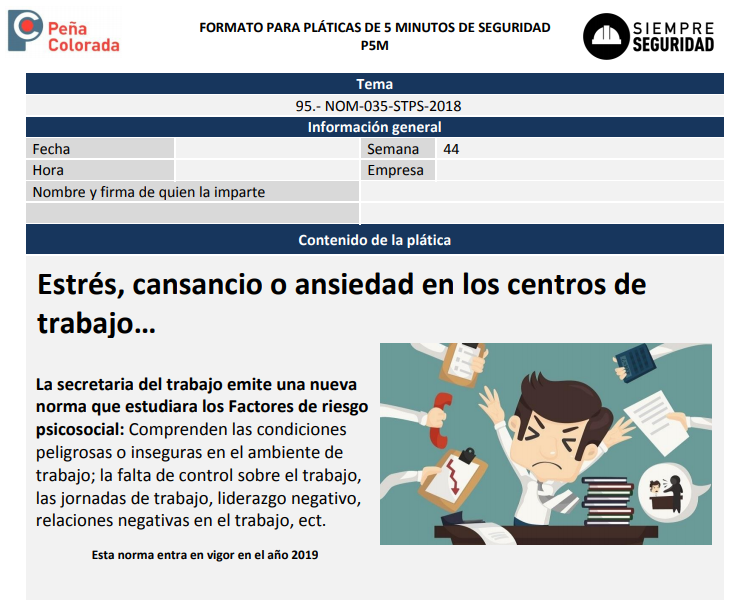 Peña
Colorada
FORMATO PARA PLÁTICAS DE 5 MINUTOS DE SEGURIDAD
P5M
SIEMPRE
SEGURIDAD
Tema
95.- NOM-035-STPS-2018
Información general
Fecha
Semana 44
Hora
Empresa
Nombre y firma de quien la imparte
Contenido de la plática
Estrés, cansancio o ansiedad en los centros de
trabajo...
La secretaria del trabajo emite una nueva
norma que estudiara los Factores de riesgo
psicosocial: Comprenden las condiciones
peligrosas o inseguras en el ambiente de
trabajo; la falta de control sobre el trabajo,
las jornadas de trabajo, liderazgo negativo,
relaciones negativas en el trabajo, ect.
Esta norma entra en vigor en el año 2019